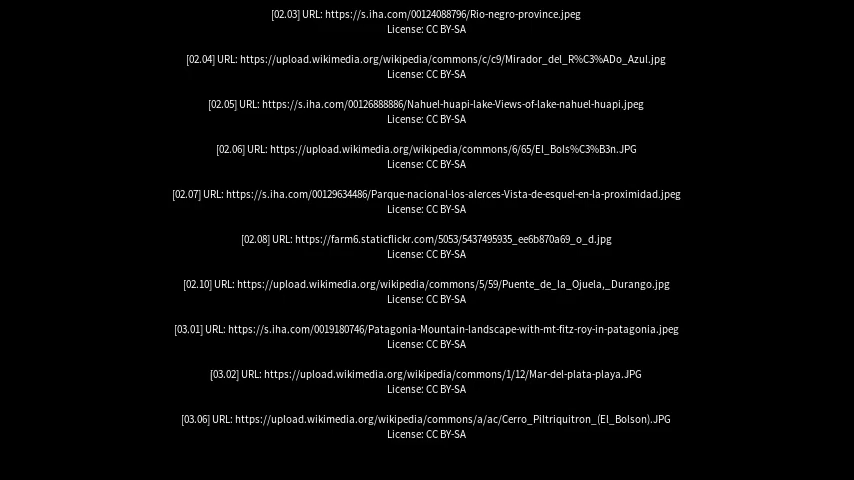 [02.03] URL: https://s.iha.com/00124088796/Rio-negro-province.jpeg
License: CC BY-SA
[02.04] URL: https://upload.wikimedia.org/wikipedia/commons/c/c9/Mirador_del_R%C3%ADo_Azul.jpg
License: CC BY-SA
[02.05] URL: https://s.iha.com/00126888886/Nahuel-huapi-lake-Views-of-lake-nahuel-huapi.jpeg
License: CC BY-SA
[02.06] URL: https://upload.wikimedia.org/wikipedia/commons/6/65/El_Bols%C3%B3n.JPG
License: CC BY-SA
[02.07] URL: https://s.iha.com/00129634486/Parque-nacional-los-alerces-Vista-de-esquel-en-la-proximidad.jpeg
License: CC BY-SA
[02.08] URL: https://farm6.staticflickr.com/5053/5437495935_ee6b870a69_o_d.jpg
License: CC BY-SA
[02.10] URL: https://upload.wikimedia.org/wikipedia/commons/5/59/Puente_de_la_Ojuela,_Durango.jpg
License: CC BY-SA
[03.01] URL: https://s.iha.com/0019180746/Patagonia-Mountain-landscape-with-mt-fitz-roy-in-patagonia.jpeg
License: CC BY-SA
[03.02] URL: https://upload.wikimedia.org/wikipedia/commons/1/12/Mar-del-plata-playa.JPG
License: CC BY-SA
[03.06] URL: https://upload.wikimedia.org/wikipedia/commons/a/ac/Cerro_Piltriquitron_(El_Bolson).JPG
License: CC BY-SA